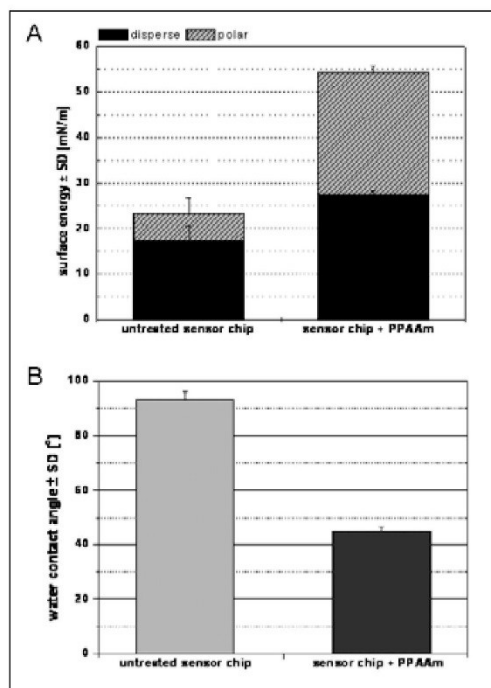 A
disperse polar
surface energy ± SD [mN/m]
60
50
40
30
20
10
0
untreated sensor chip sensor chip + PPAAm
B
water contact angle ± SD [°]
100
80
60
40
20
0
untreated sensor chip sensor chip + PPAAm